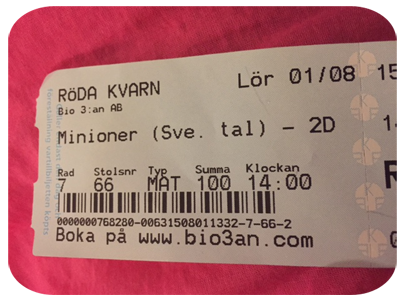 RöDA KVARN
Lör 01/08 15
Bio 3:an AB
Minioner (Sve. tal) – 2D
Rad Stolsnr Typ Summa Klockan
7 66 MAT 100 14:00
0000000768280-00631508011332-7-66-2
Boka på www.bio3an.com